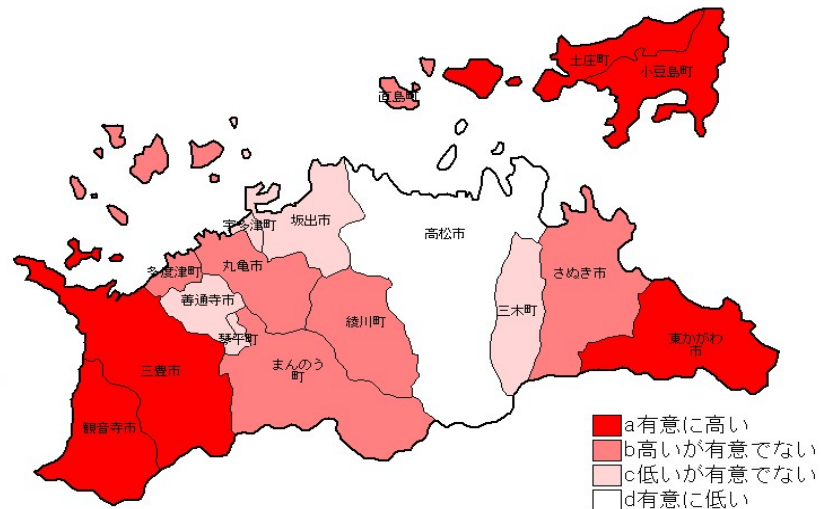 土庄町
小豆島町
直島町
宇多津町
坂出市
高松市
多度津町
丸亀市
さぬき市
善通寺市
三木町
綾川町
琴平町
東かがわ
市
まんのう
町
三豊市
観音寺市
a有意に高い
b高いが有意でない
c低いが有意でない
d有意に低い